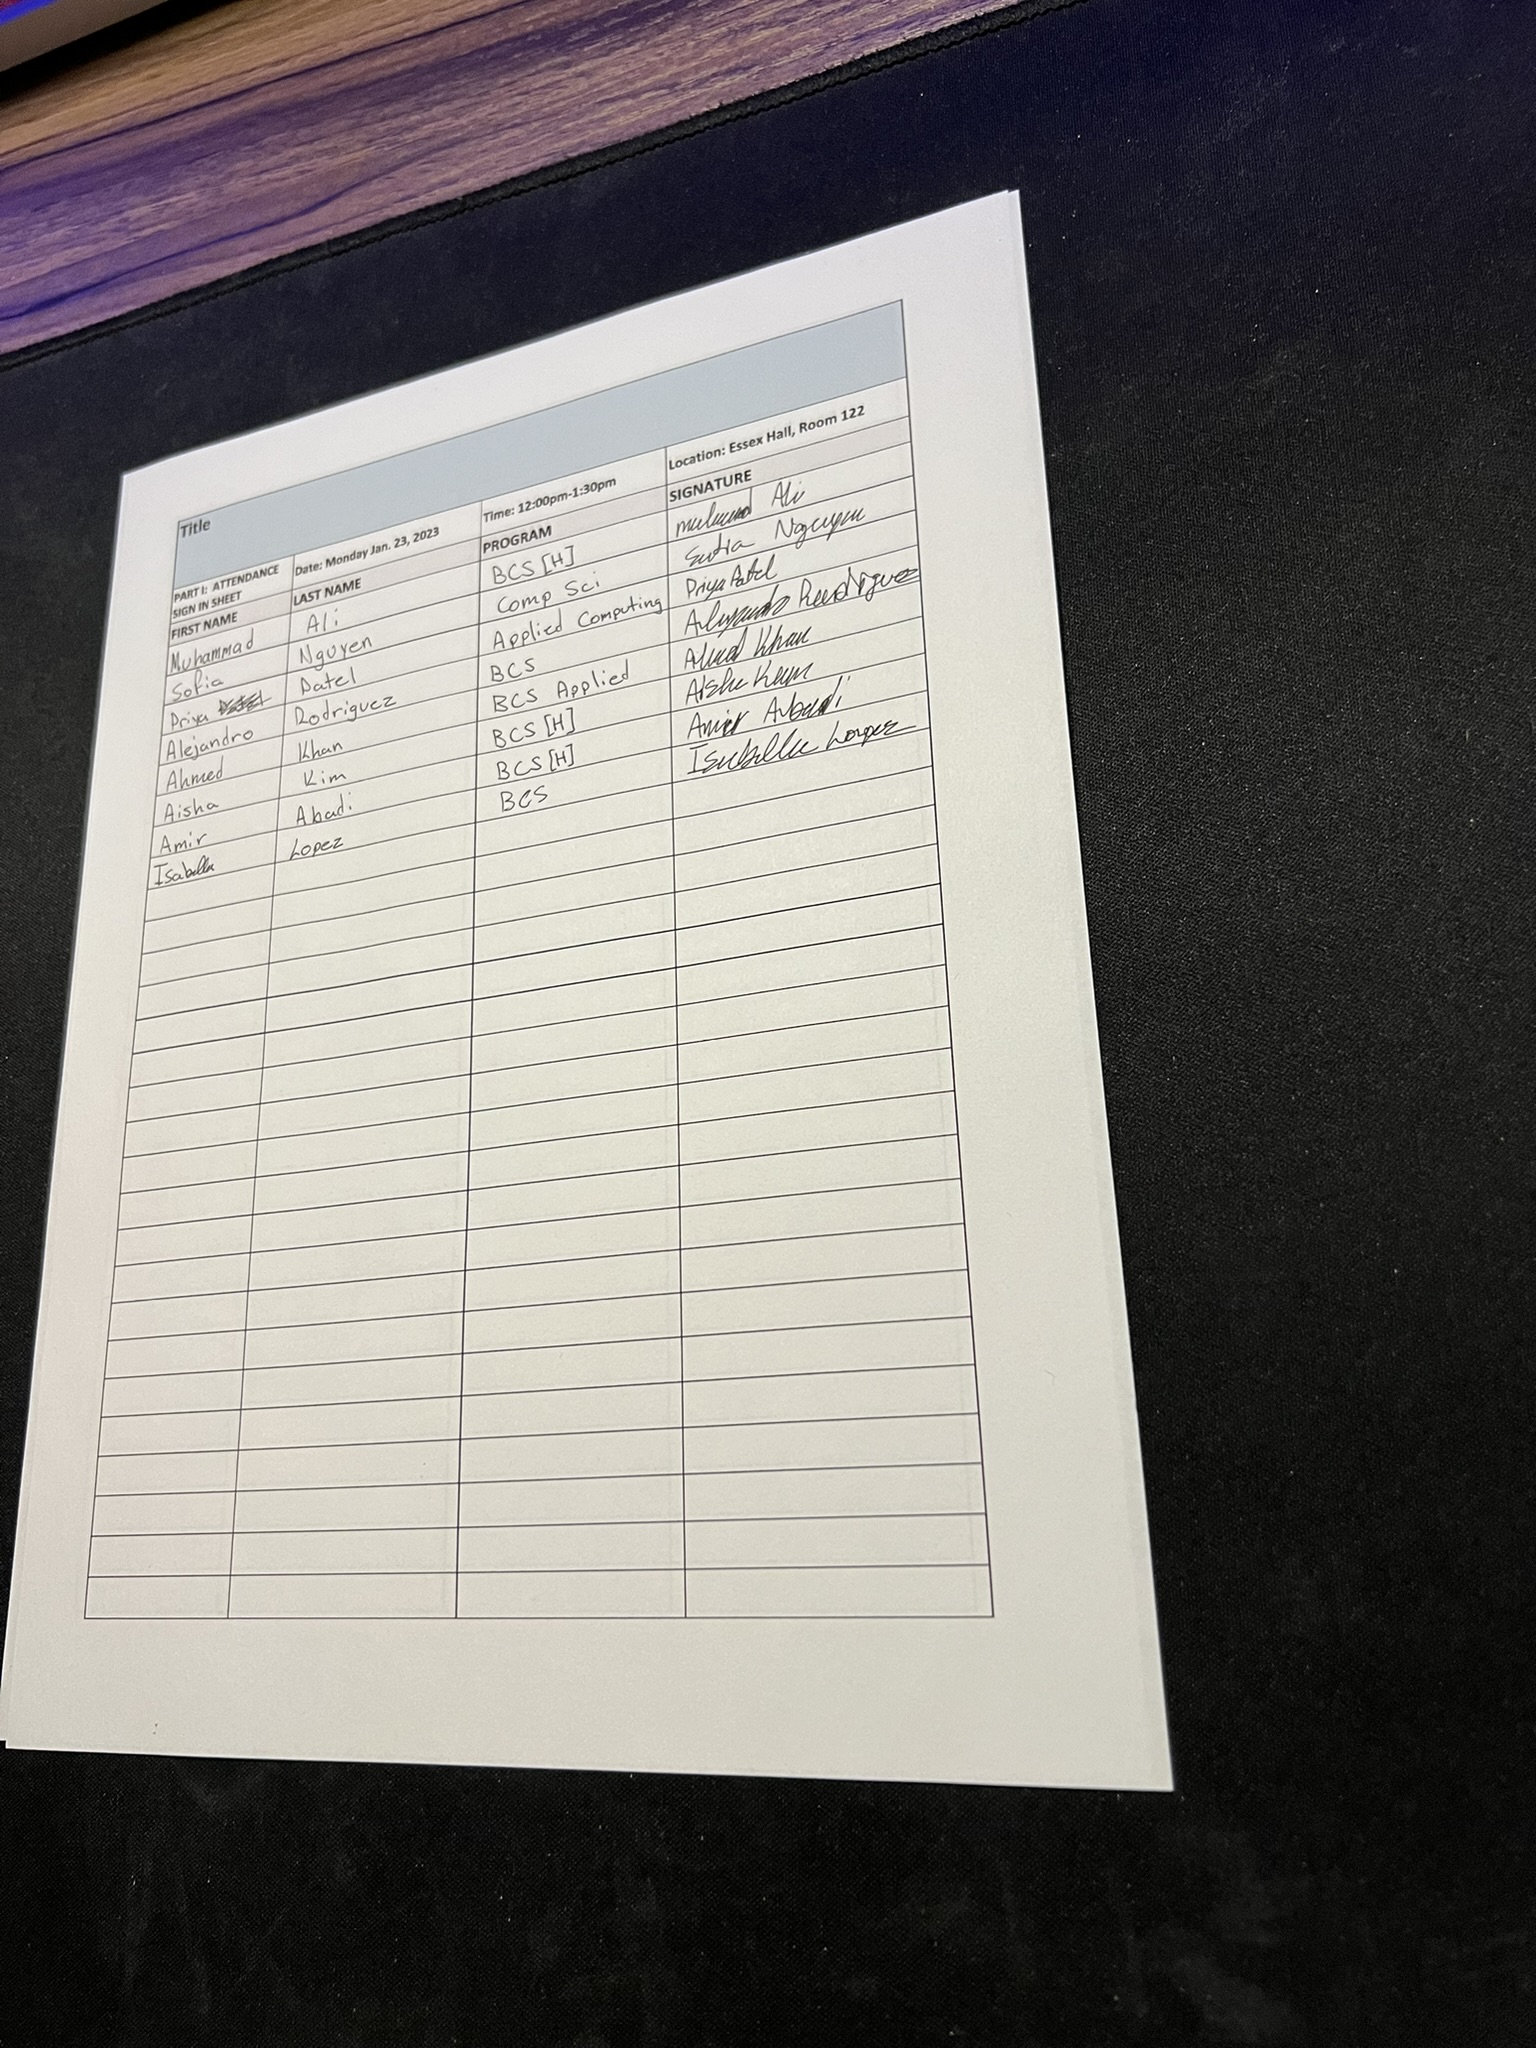 Title
PART I: ATTENDANCE SIGN IN SHEET Date: Monday Jan. 23, 2023 Time: 12:00pm-1:30pm Location: Essex Hall, Room 122
FIRST NAME LAST NAME PROGRAM SIGNATURE
Muhammad Ali BCS [H] Ali
Sofia Nguyen Comp Sci Sofia Nguyen
Priya Patel Applied Computing Priya Patel
Alejandro Rodriguez BCS Alejandro Rodriguez
Ahmed Khan BCS Applied Ahmed Khan
Aisha Kim BCS [H] Aisha
Amir Abadi BCS [H] Amir Abadi
Isabella Lopez BCS Isabella Lopez